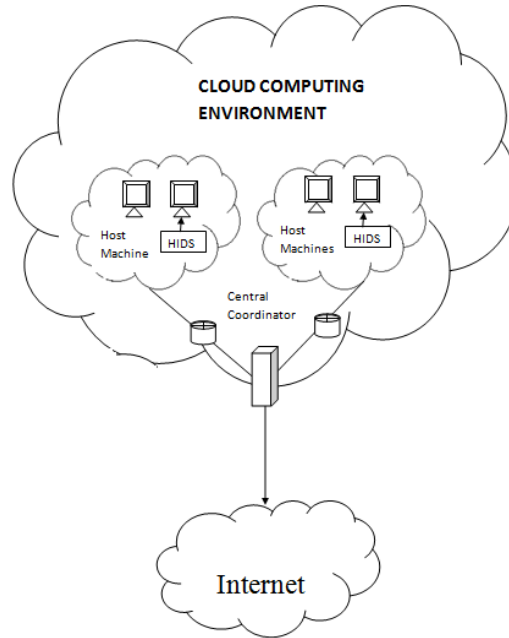 CLOUD COMPUTING
ENVIRONMENT
Host
Machine
HIDS
Host
Machines
HIDS
Central
Coordinator
Internet